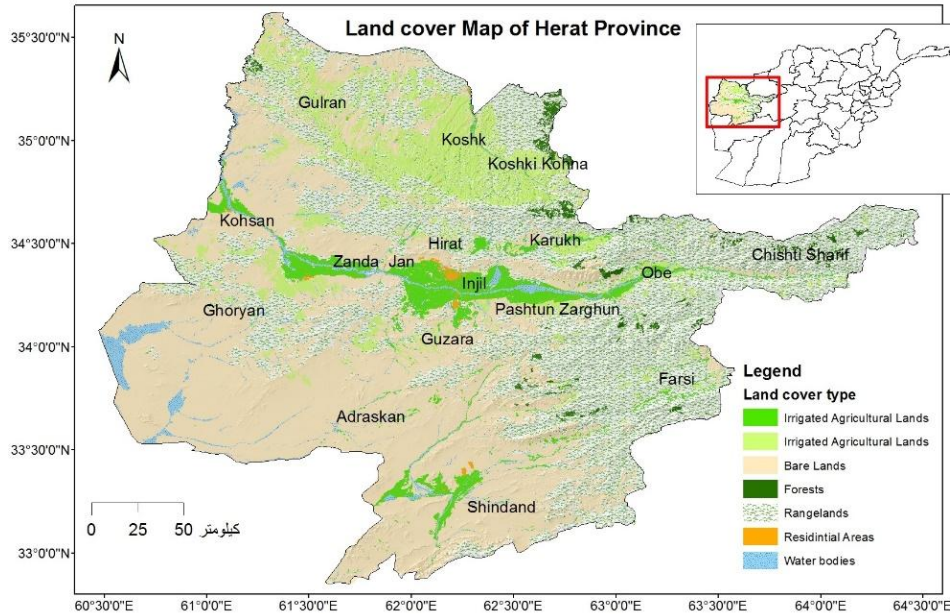 Land cover Map of Herat Province
N
35°30'0"N
35°0'0"N
34°30'0"N
34°0'0"N
33°30'0"N
33°0'0"N
Gulran
Koshk
Koshki Kohna
Kohsan
Hirat
Karukh
Zanda Jan
Injil
Obe
Chishti Sharif
Ghoryan
Pashtun Zarghun
Guzara
Farsi
Adraskan
Shindand
Legend
Land cover type
Irrigated Agricultural Lands
Irrigated Agricultural Lands
Bare Lands
Forests
Rangelands
Residintial Areas
Water bodies
0 25 50 کیلومتر
60°30'0"E 61°0'0"E 61°30'0"E 62°0'0"E 62°30'0"E 63°0'0"E 63°30'0"E 64°0'0"E 64°30'0"E